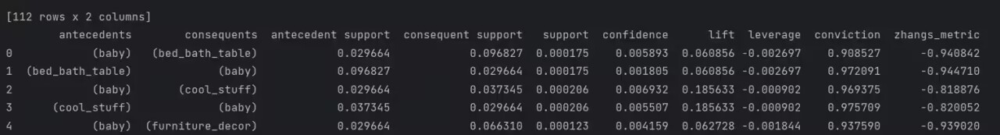 [112 rows x 2 columns]
antecedents consequents antecedent support consequent support support confidence lift leverage conviction zhangs_metric
0 (baby) (bed_bath_table) 0.029664 0.096827 0.000175 0.005893 0.060856 -0.002697 0.908527 -0.940842
1 (bed_bath_table) (baby) 0.096827 0.029664 0.000175 0.001805 0.060856 -0.002697 0.972091 -0.944710
2 (baby) (cool_stuff) 0.029664 0.037345 0.000206 0.006932 0.185633 -0.000902 0.969375 -0.818876
3 (cool_stuff) (baby) 0.037345 0.029664 0.000206 0.005507 0.185633 -0.000902 0.975709 -0.820052
4 (baby) (furniture_decor) 0.029664 0.066310 0.000123 0.004159 0.062728 -0.001844 0.937590 -0.939020